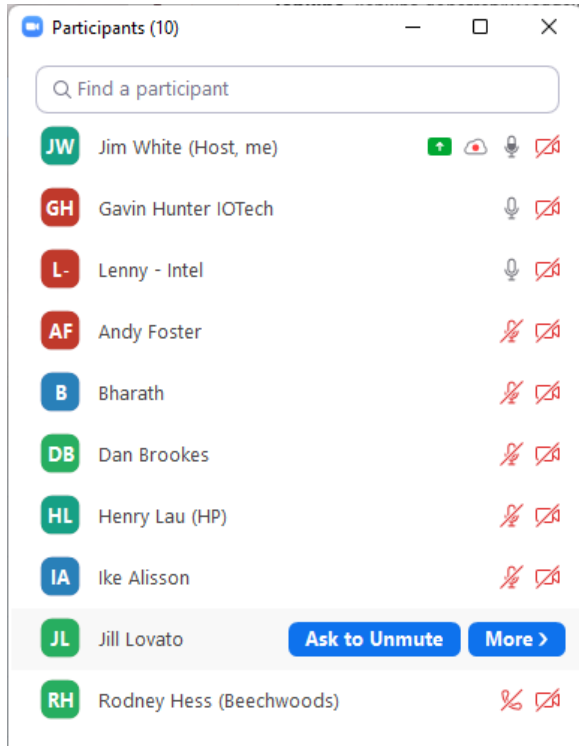 Participants (10)
Find a participant
JW Jim White (Host, me)
GH Gavin Hunter IOTech
L- Lenny - Intel
AF Andy Foster
B Bharath
DB Dan Brookes
HL Henry Lau (HP)
IA Ike Alisson
JL Jill Lovato Ask to Unmute More >
RH Rodney Hess (Beechwoods)